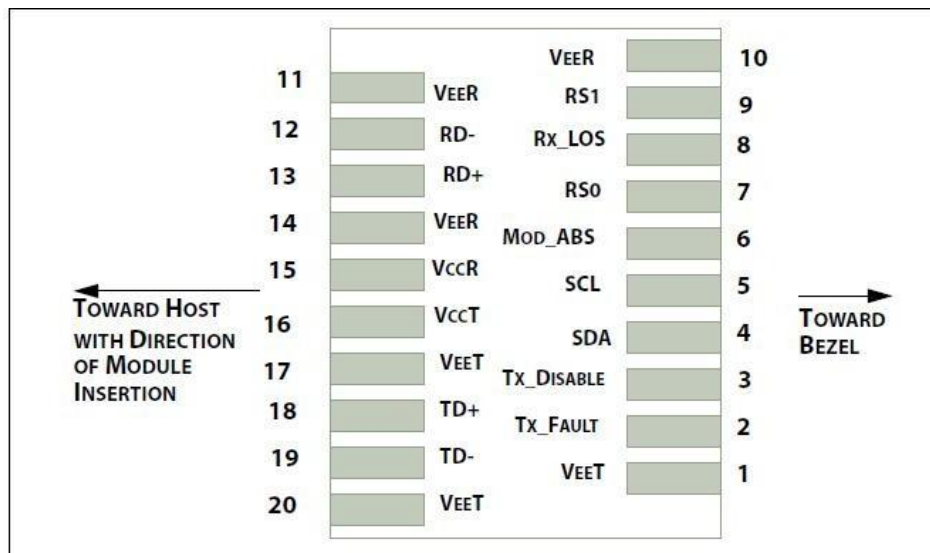 11 VEER
12 RD-
13 RD+
14 VEER
15 VCCR
16 VCCT
17 VEET
18 TD+
19 TD-
20 VEET
VEER 10
RS1 9
RX_LOS 8
RS0 7
MOD_ABS 6
SCL 5
SDA 4
TX_DISABLE 3
TX_FAULT 2
VEET 1
TOWARD HOST
WITH DIRECTION
OF MODULE
INSERTION
TOWARD
BEZEL